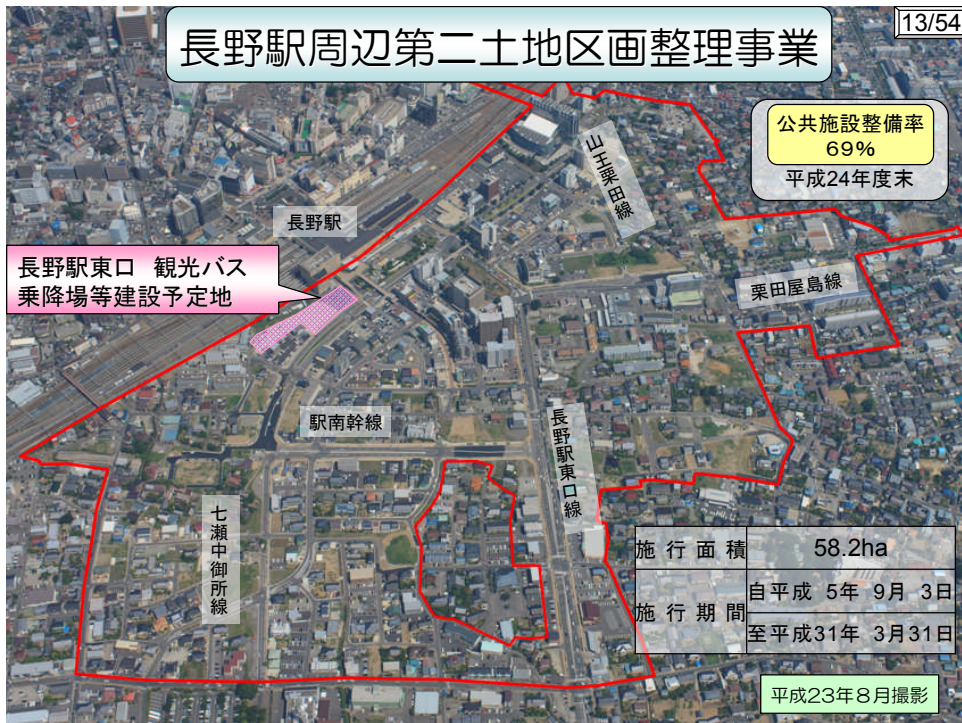 13/54
長野駅周辺第二土地区画整理事業
公共施設整備率
69%
平成24年度末
山王栗田線
長野駅
長野駅東口 観光バス
乗降場等建設予定地
栗田屋島線
駅南幹線
長野駅東口線
七瀬中御所線
施行面積 58.2ha
施行期間 自平成 5年 9月 3日
至平成31年 3月31日
平成23年8月撮影